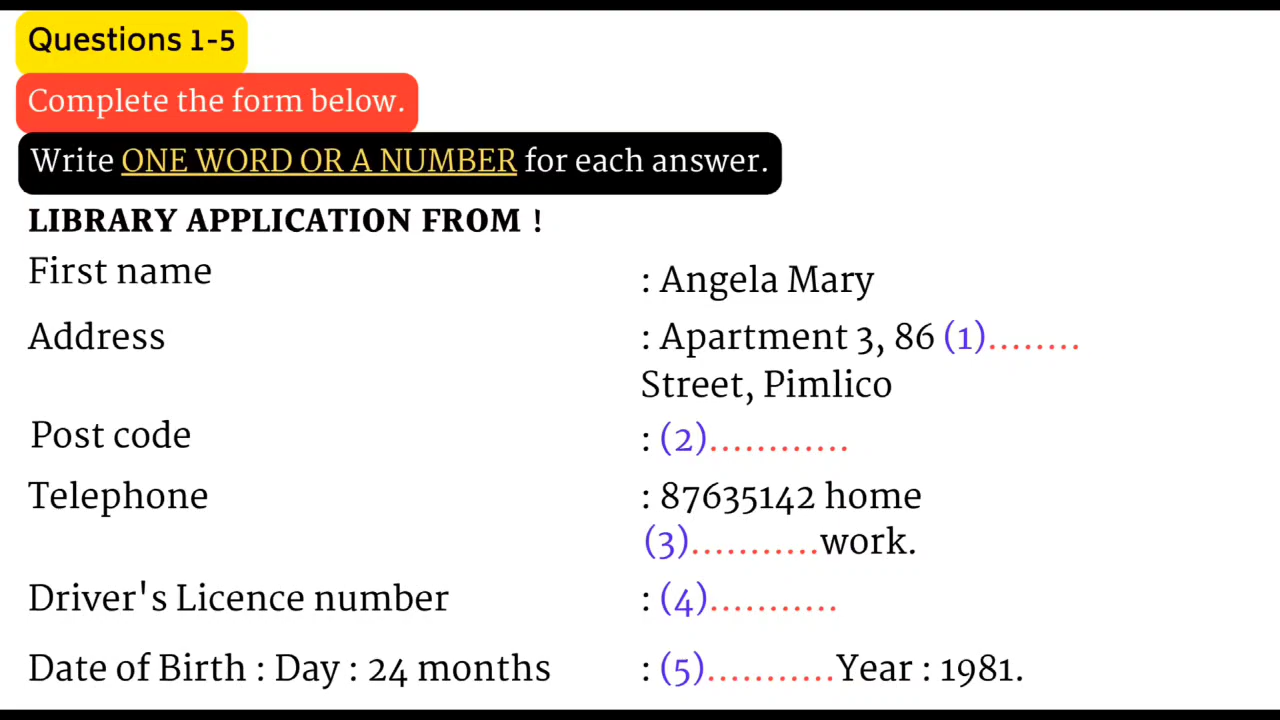 Questions 1-5
Complete the form below.
Write ONE WORD OR A NUMBER for each answer.
LIBRARY APPLICATION FROM !
First name : Angela Mary
Address : Apartment 3, 86 (1)........
Street, Pimlico
Post code : (2)............
Telephone : 87635142 home
(3)...........work.
Driver's Licence number : (4)...........
Date of Birth : Day : 24 months : (5)...........Year : 1981.